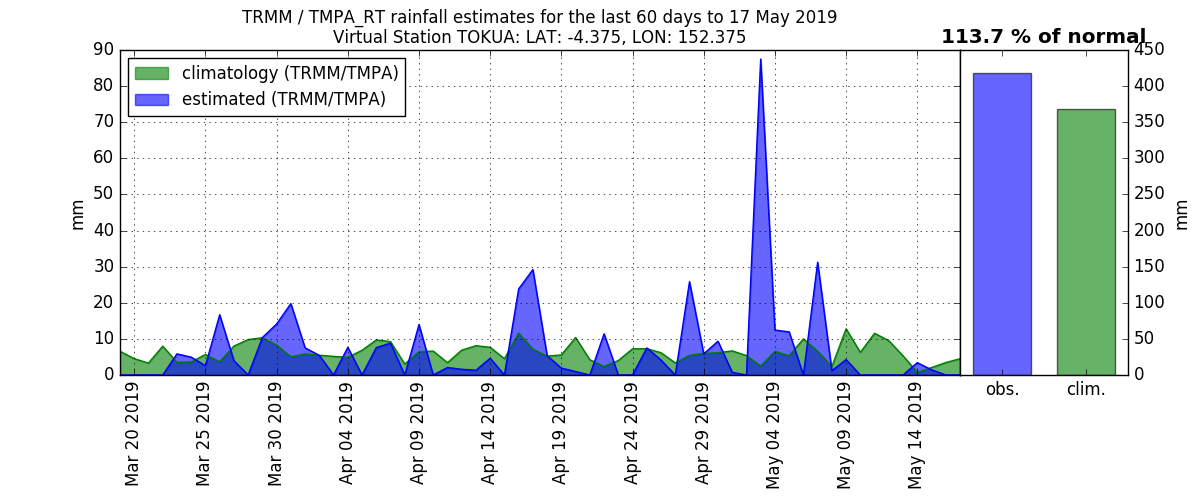 TRMM / TMPA_RT rainfall estimates for the last 60 days to 17 May 2019
Virtual Station TOKUA: LAT: -4.375, LON: 152.375
113.7 % of normal
climatology (TRMM/TMPA)
estimated (TRMM/TMPA)
mm
90
80
70
60
50
40
30
20
10
0
Mar 20 2019
Mar 25 2019
Mar 30 2019
Apr 04 2019
Apr 09 2019
Apr 14 2019
Apr 19 2019
Apr 24 2019
Apr 29 2019
May 04 2019
May 09 2019
May 14 2019
obs.
clim.
450
400
350
300
250
200
150
100
50
0
mm